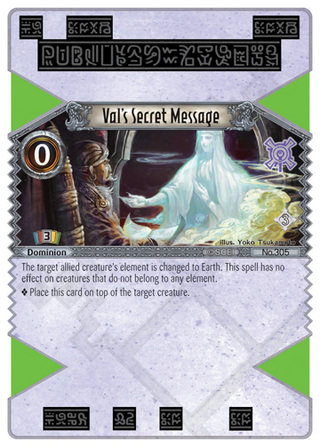 Val's Secret Message
0
3
Illus. Yoko Tsukamoto
Dominion
No.305
The target allied creature's element is changed to Earth. This spell has no
effect on creatures that do not belong to any element.
❖ Place this card on top of the target creature.